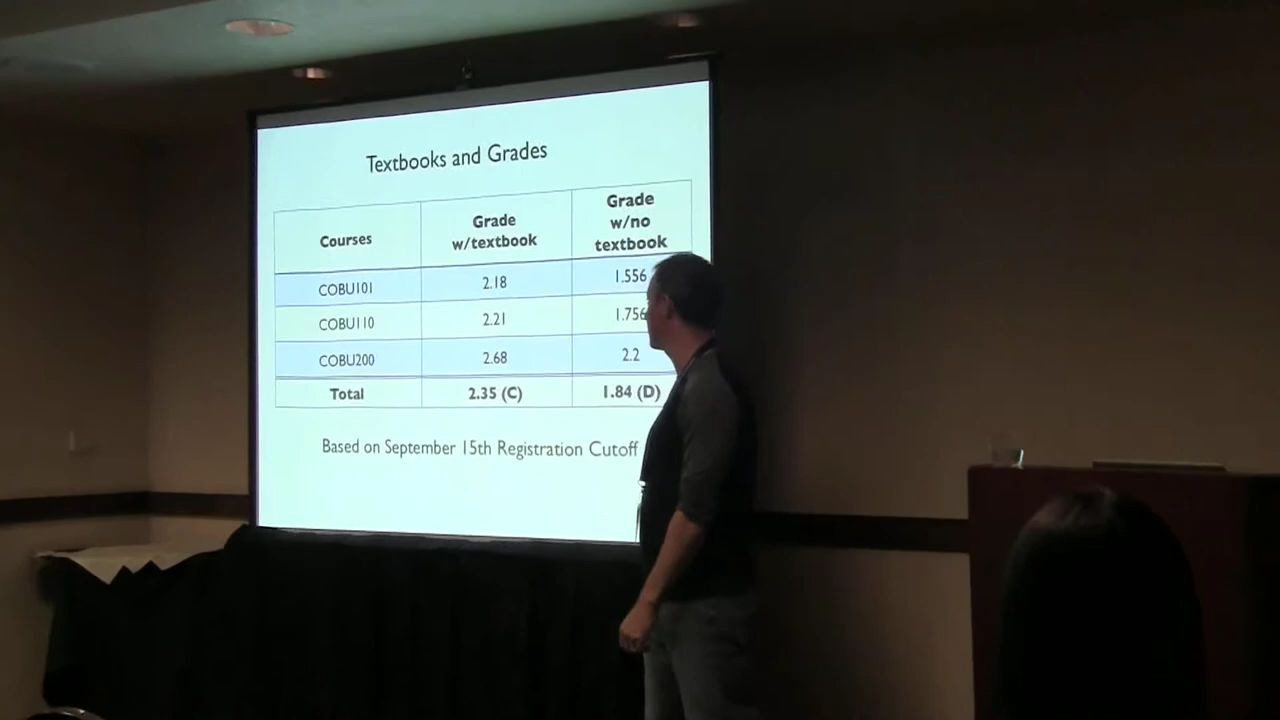 Textbooks and Grades
Courses
Grade
w/textbook
Grade
w/no
textbook
COBU101
2.18
1.556
COBU110
2.21
1.756
COBU200
2.68
2.2
Total
2.35 (C)
1.84 (D)
Based on September 15th Registration Cutoff